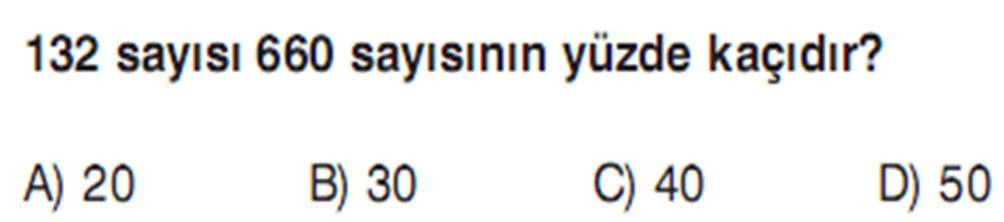 132 sayısı 660 sayısının yüzde kaçıdır?
A) 20 B) 30 C) 40 D) 50